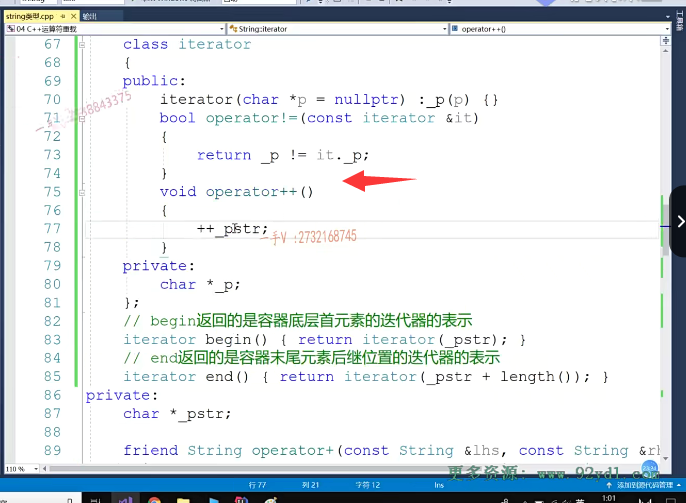 string类型.cpp 输出
04 C++运算符重载 String::iterator operator++()
67 class iterator
68 {
69 public:
70 iterator(char *p = nullptr) :_p(p) {}
71 bool operator!=(const iterator &it)
72 {
73 return _p != it._p;
74 }
75 void operator++()
76 {
77 ++_pstr;
一手V :2732168745
78 }
79 private:
80 char *_p;
81 };
82 // begin返回的是容器底层首元素的迭代器的表示
83 iterator begin() { return iterator(_pstr); }
84 // end返回的是容器末尾元素后继位置的迭代器的表示
85 iterator end() { return iterator(_pstr + length()); }
86 private:
87 char *_pstr;
88
89 friend String operator+(const String &lhs, const String &rh
更多资源: www.92xdl.com
110 %
行 77 列 21 字符 12 Ins 添加到源代码管理
1:01